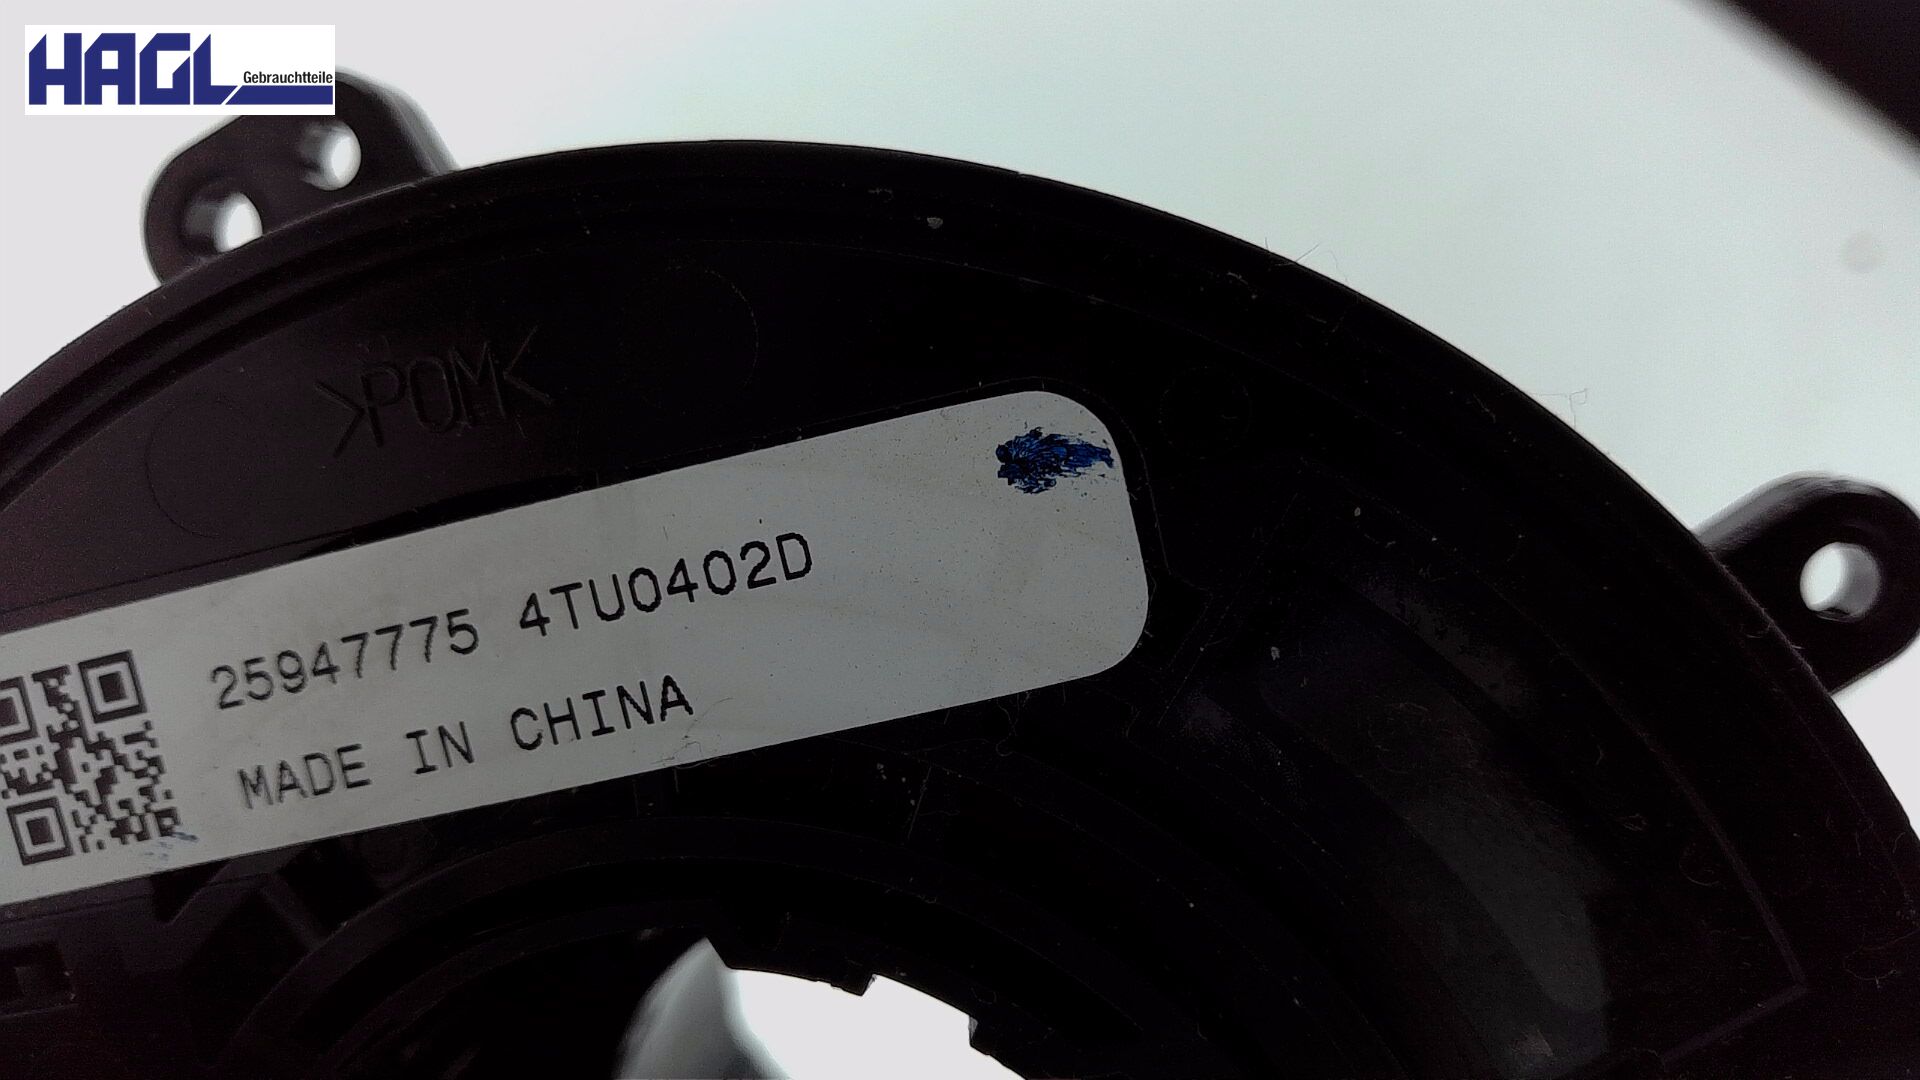 HAGL
Gebrauchtteile
>POM<
25947775 4TU0402D
MADE IN CHINA